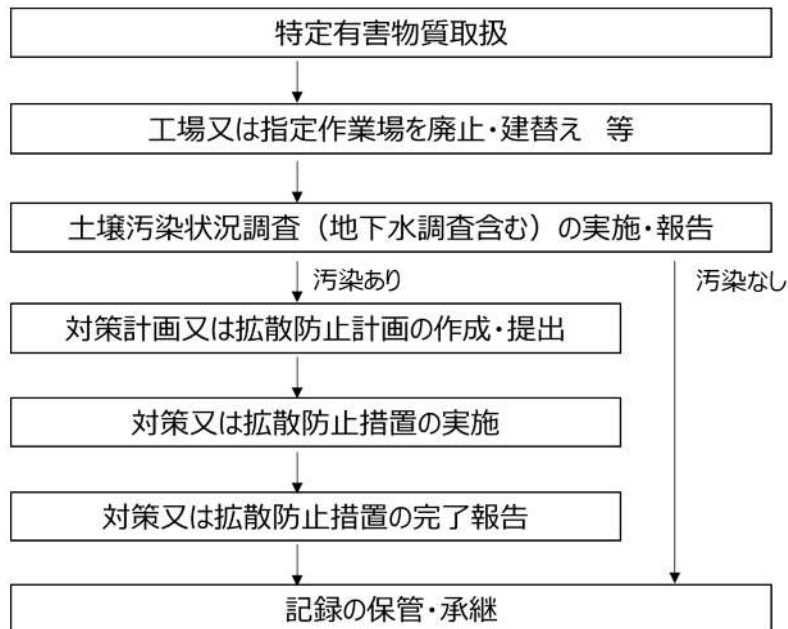 特定有害物質取扱
工場又は指定作業場を廃止・建替え 等
土壌汚染状況調査（地下水調査含む）の実施・報告
汚染あり
汚染なし
対策計画又は拡散防止計画の作成・提出
対策又は拡散防止措置の実施
対策又は拡散防止措置の完了報告
記録の保管・承継